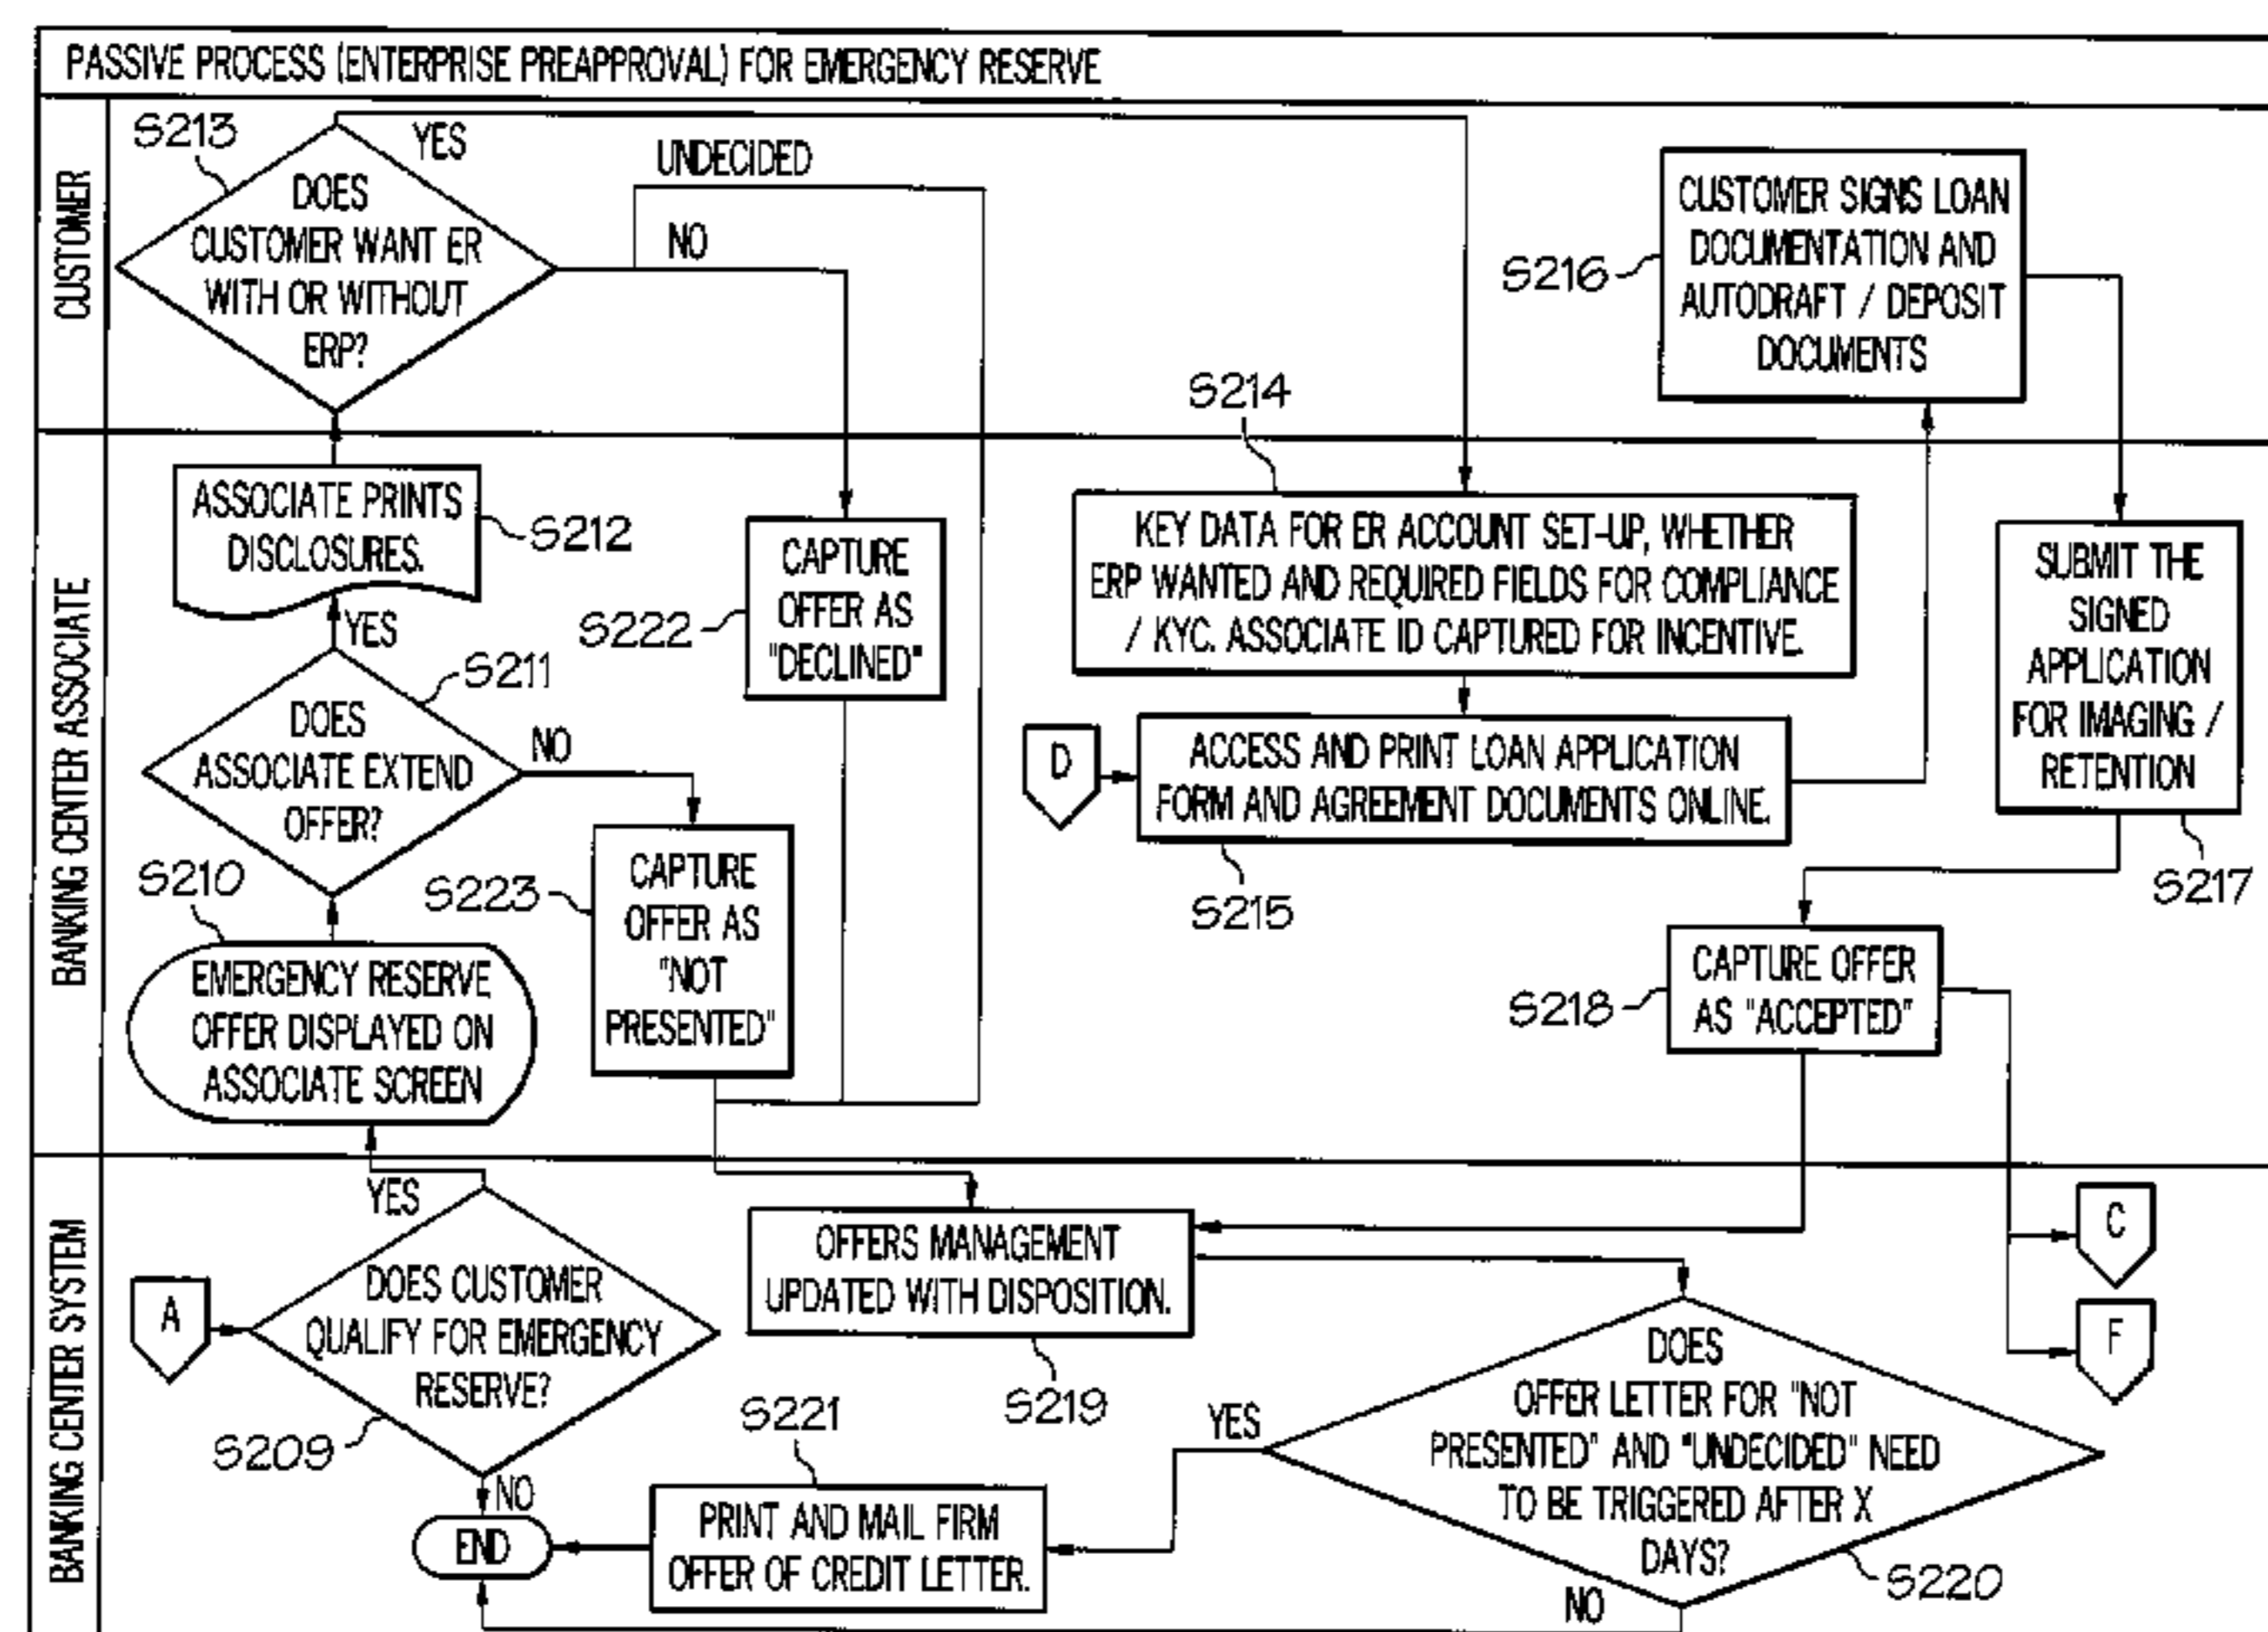 PASSIVE PROCESS (ENTERPRISE PREAPPROVAL) FOR EMERGENCY RESERVE
CUSTOMER
S213
YES
UNDECIDED
NO
DOES
CUSTOMER WANT ER
WITH OR WITHOUT
ERP?
S216
CUSTOMER SIGNS LOAN
DOCUMENTATION AND
AUTODRAFT / DEPOSIT
DOCUMENTS
BANKING CENTER ASSOCIATE
ASSOCIATE PRINTS
DISCLOSURES.
S212
YES
S211
DOES
ASSOCIATE EXTEND
OFFER?
NO
S222
CAPTURE
OFFER AS
"DECLINED"
S214
KEY DATA FOR ER ACCOUNT SET-UP, WHETHER
ERP WANTED AND REQUIRED FIELDS FOR COMPLIANCE
/ KYC. ASSOCIATE ID CAPTURED FOR INCENTIVE.
D
ACCESS AND PRINT LOAN APPLICATION
FORM AND AGREEMENT DOCUMENTS ONLINE.
S215
SUBMIT THE
SIGNED
APPLICATION
FOR IMAGING /
RETENTION
S217
S210
EMERGENCY RESERVE
OFFER DISPLAYED ON
ASSOCIATE SCREEN
S223
CAPTURE
OFFER AS
"NOT
PRESENTED"
S218
CAPTURE OFFER
AS "ACCEPTED"
BANKING CENTER SYSTEM
YES
A
DOES CUSTOMER
QUALIFY FOR EMERGENCY
RESERVE?
S209
NO
END
OFFERS MANAGEMENT
UPDATED WITH DISPOSITION.
S219
C
F
S221
PRINT AND MAIL FIRM
OFFER OF CREDIT LETTER.
YES
DOES
OFFER LETTER FOR "NOT
PRESENTED" AND "UNDECIDED" NEED
TO BE TRIGGERED AFTER X
DAYS?
S220
NO